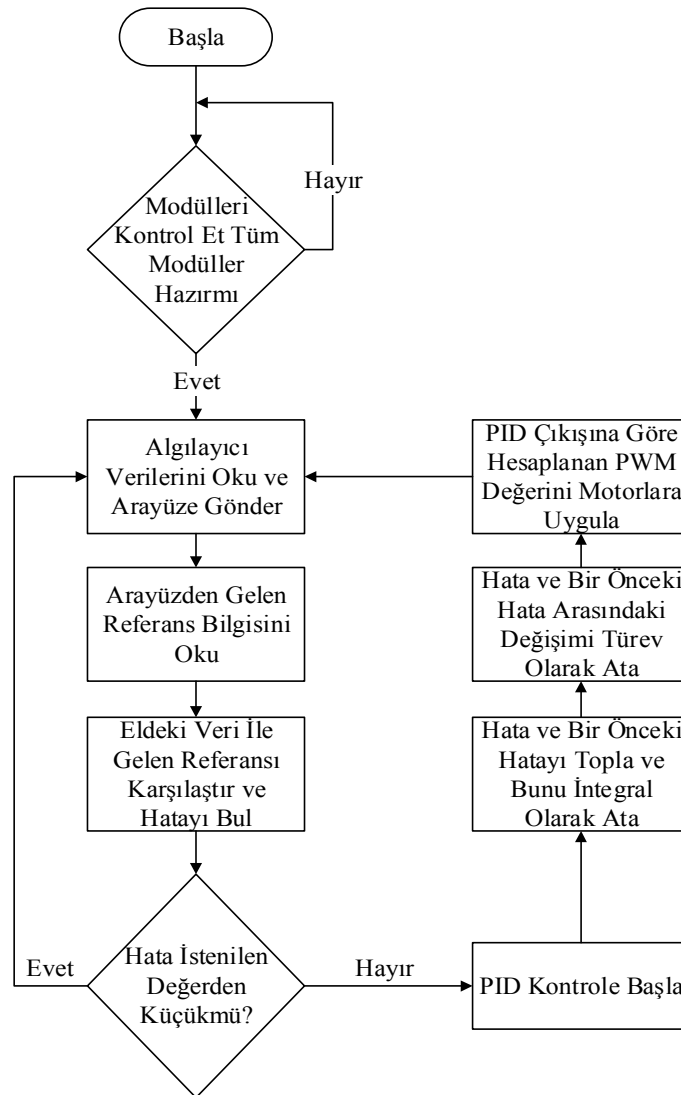 Başla
Hayır
Modülleri
Kontrol Et Tüm
Modüller
Hazırmı
Evet
Algılayıcı
Verilerini Oku ve
Arayüze Gönder
PID Çıkışına Göre
Hesaplanan PWM
Değerini Motorlara
Uygula
Arayüzden Gelen
Referans Bilgisini
Oku
Hata ve Bir Önceki
Hata Arasındaki
Değişimi Türev
Olarak Ata
Eldeki Veri İle
Gelen Referansı
Karşılaştır ve
Hatayı Bul
Hata ve Bir Önceki
Hatayı Topla ve
Bunu İntegral
Olarak Ata
Evet
Hata İstenilen
Değerden
Küçükmü?
Hayır
PID Kontrole Başla